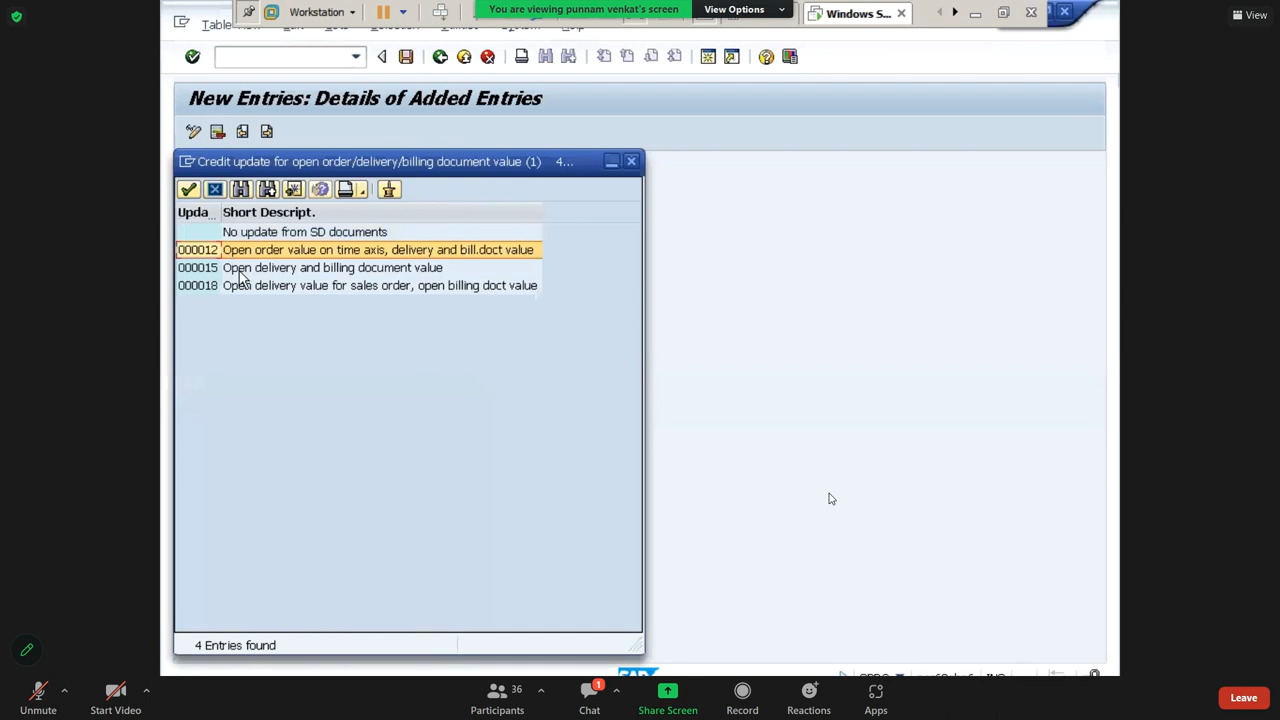 Workstation
You are viewing punnam venkat's screen
View Options
Windows S...
View
Table
New Entries: Details of Added Entries
Credit update for open order/delivery/billing document value (1) 4...
Upda... Short Descript.
No update from SD documents
000012 Open order value on time axis, delivery and bill.doct value
000015 Open delivery and billing document value
000018 Open delivery value for sales order, open billing doct value
4 Entries found
Unmute
Start Video
36
Participants
1
Chat
Share Screen
Record
Reactions
Apps
Leave